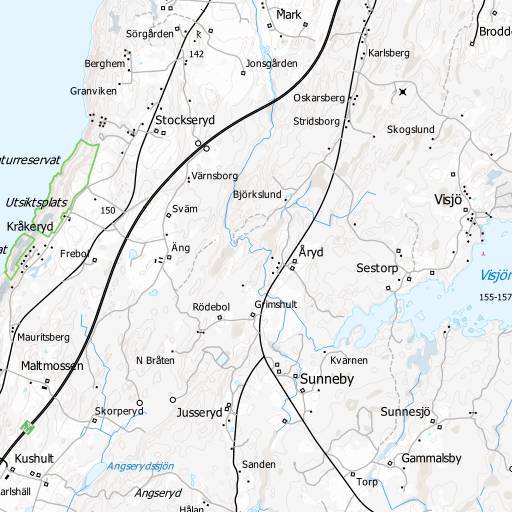 Mark
Sörgården
Brodde
142
Karlsberg
Berghem
Jonsgården
Granviken
Oskarsberg
Stockseryd
Stridsborg
Skogslund
Värnsborg
Björkslund
Utsiktsplats
Visjö
150
Sväm
Kråkeryd
Frebol
Äng
Åryd
Sestorp
155-157
Rödebol
Grimshult
Mauritsberg
N Bråten
Kvarnen
Maltmossen
Sunneby
Skorperyd
Jusseryd
Sunnesjö
M
Kushult
Angserydssjön
Sanden
Gammalsby
Angseryd
Torp
Hålan